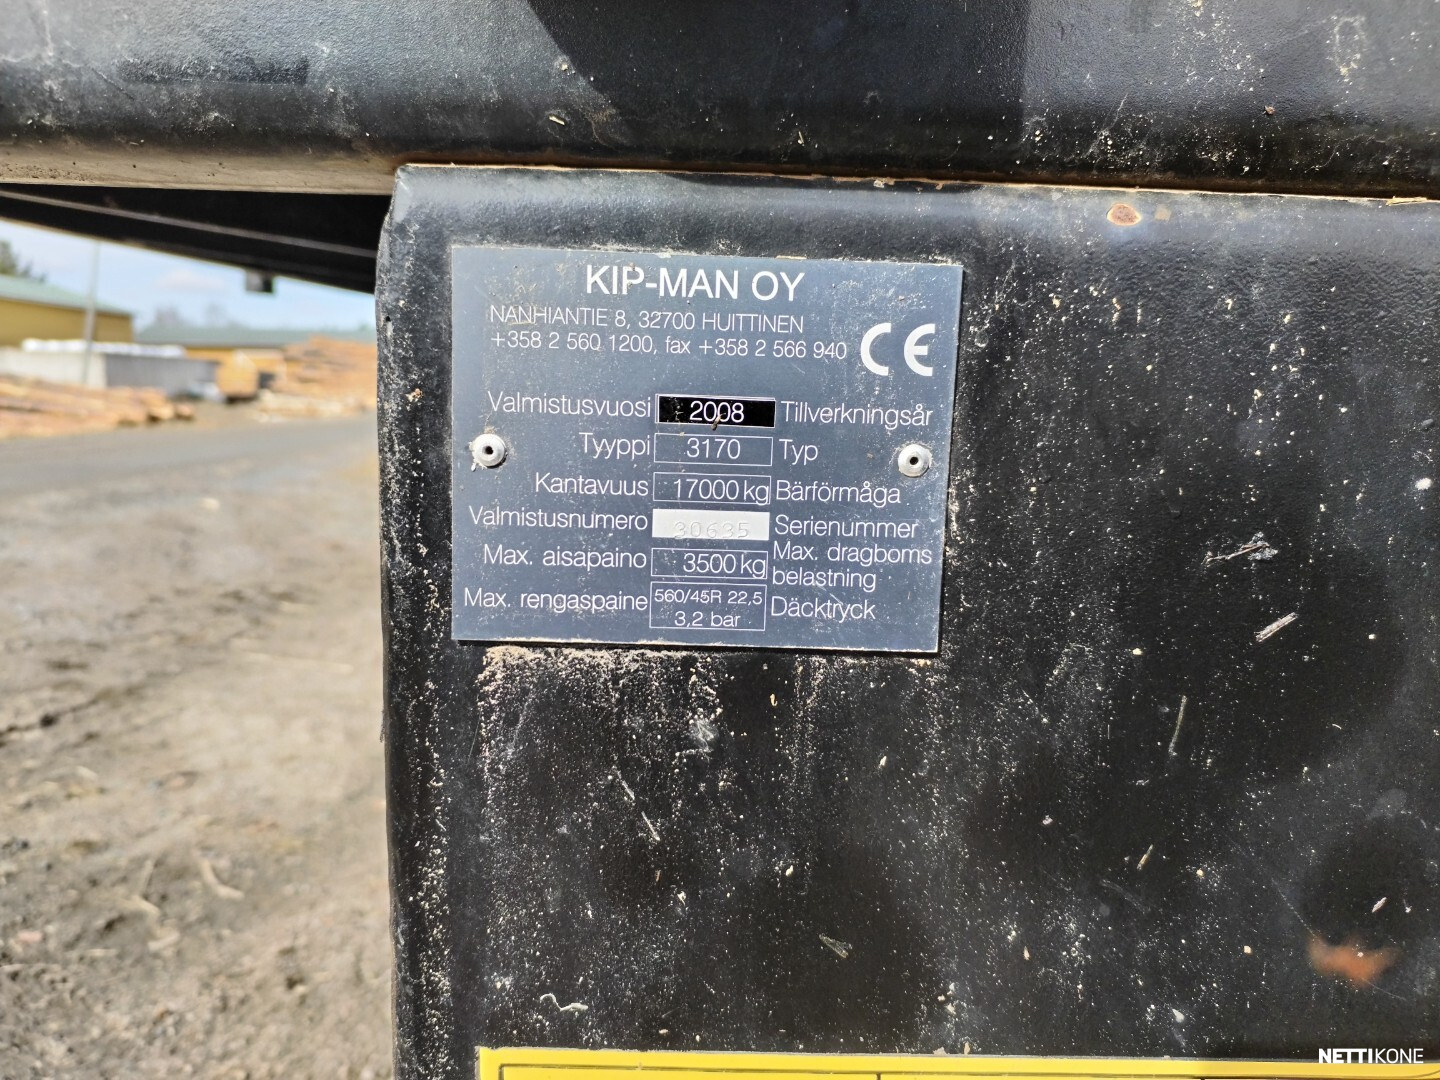 KIP-MAN OY
NANHIANTIE 8, 32700 HUITTINEN
+358 2 560 1200, fax +358 2 566 940
CE
Valmistusvuosi 2008 Tillverkningsår
Tyyppi 3170 Typ
Kantavuus 17000 kg Bärförmåga
Valmistusnumero 30635 Serienummer
Max. aisapaino 3500 kg Max. dragboms
belastning
Max. rengaspaine 560/45R 22,5 Däcktryck
3,2 bar
NETTIKONE